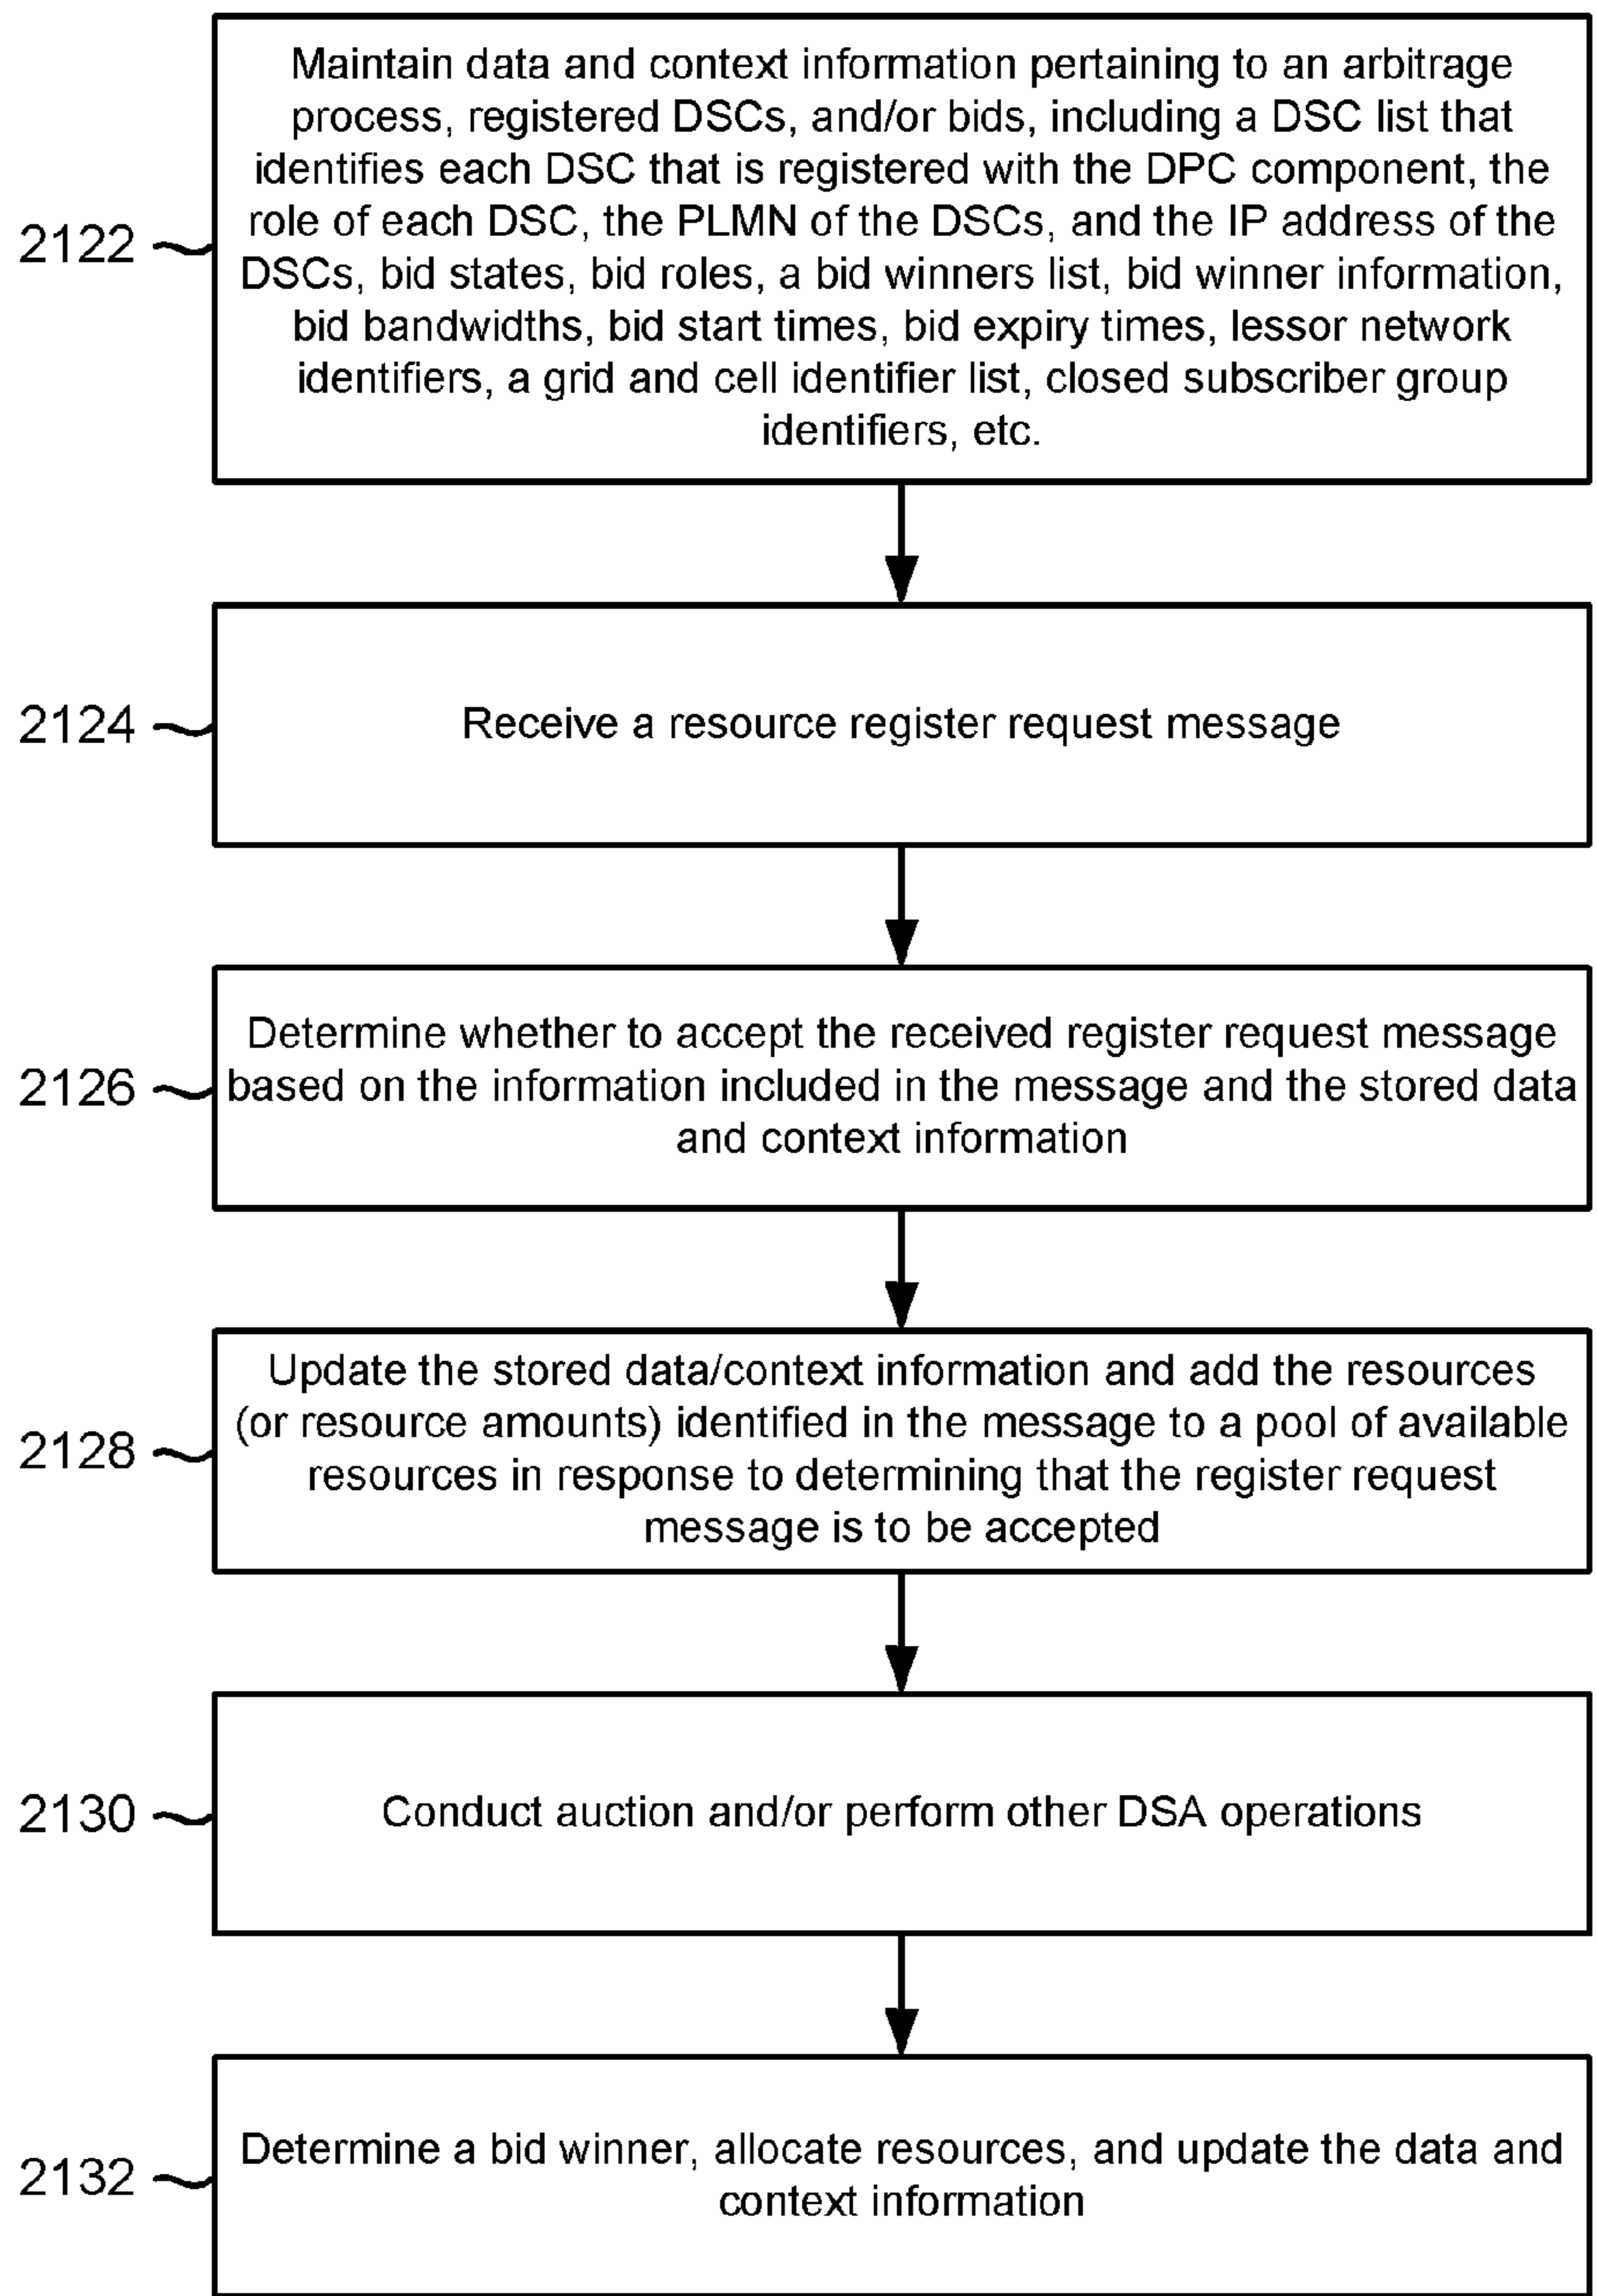 Maintain data and context information pertaining to an arbitrage
process, registered DSCs, and/or bids, including a DSC list that
identifies each DSC that is registered with the DPC component, the
role of each DSC, the PLMN of the DSCs, and the IP address of the
DSCs, bid states, bid roles, a bid winners list, bid winner information,
bid bandwidths, bid start times, bid expiry times, lessor network
identifiers, a grid and cell identifier list, closed subscriber group
identifiers, etc.
2122
2124
Receive a resource register request message
Determine whether to accept the received register request message
based on the information included in the message and the stored data
and context information
2126
Update the stored data/context information and add the resources
(or resource amounts) identified in the message to a pool of available
resources in response to determining that the register request
message is to be accepted
2128
2130
Conduct auction and/or perform other DSA operations
Determine a bid winner, allocate resources, and update the data and
context information
2132